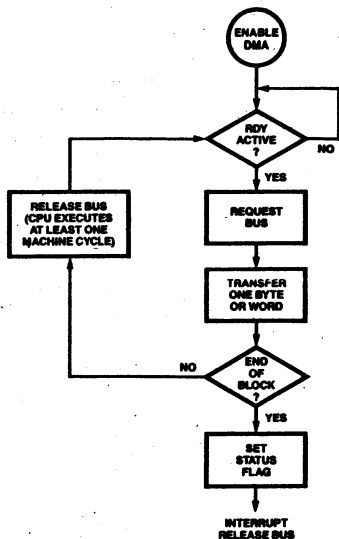 ENABLE
DMA
RDY
ACTIVE
?
NO
YES
RELEASE BUS
(CPU EXECUTES
AT LEAST ONE
MACHINE CYCLE)
REQUEST
BUS
TRANSFER
ONE BYTE
OR WORD
NO
END
OF
BLOCK
?
YES
SET
STATUS
FLAG
INTERRUPT
RELEASE BUS